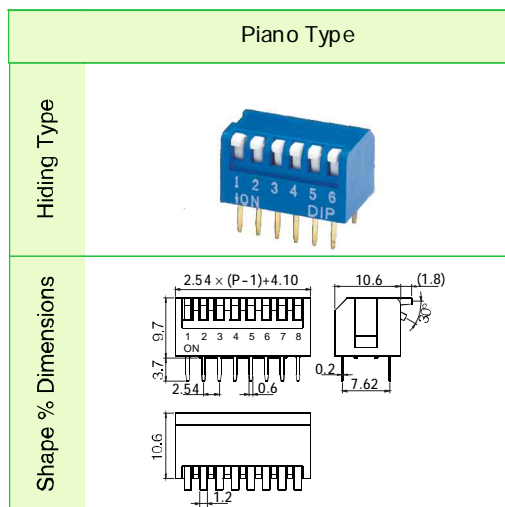 Piano Type
Hiding Type
1 2 3 4 5 6
ION DIP
Shape % Dimensions
2.54 × (P-1)+4.10
10.6
(1.8)
9.7
1 2 3 4 5 6 7 8
ON
30°
3.7
2.54
0.6
0.2
7.62
10.6
1.2